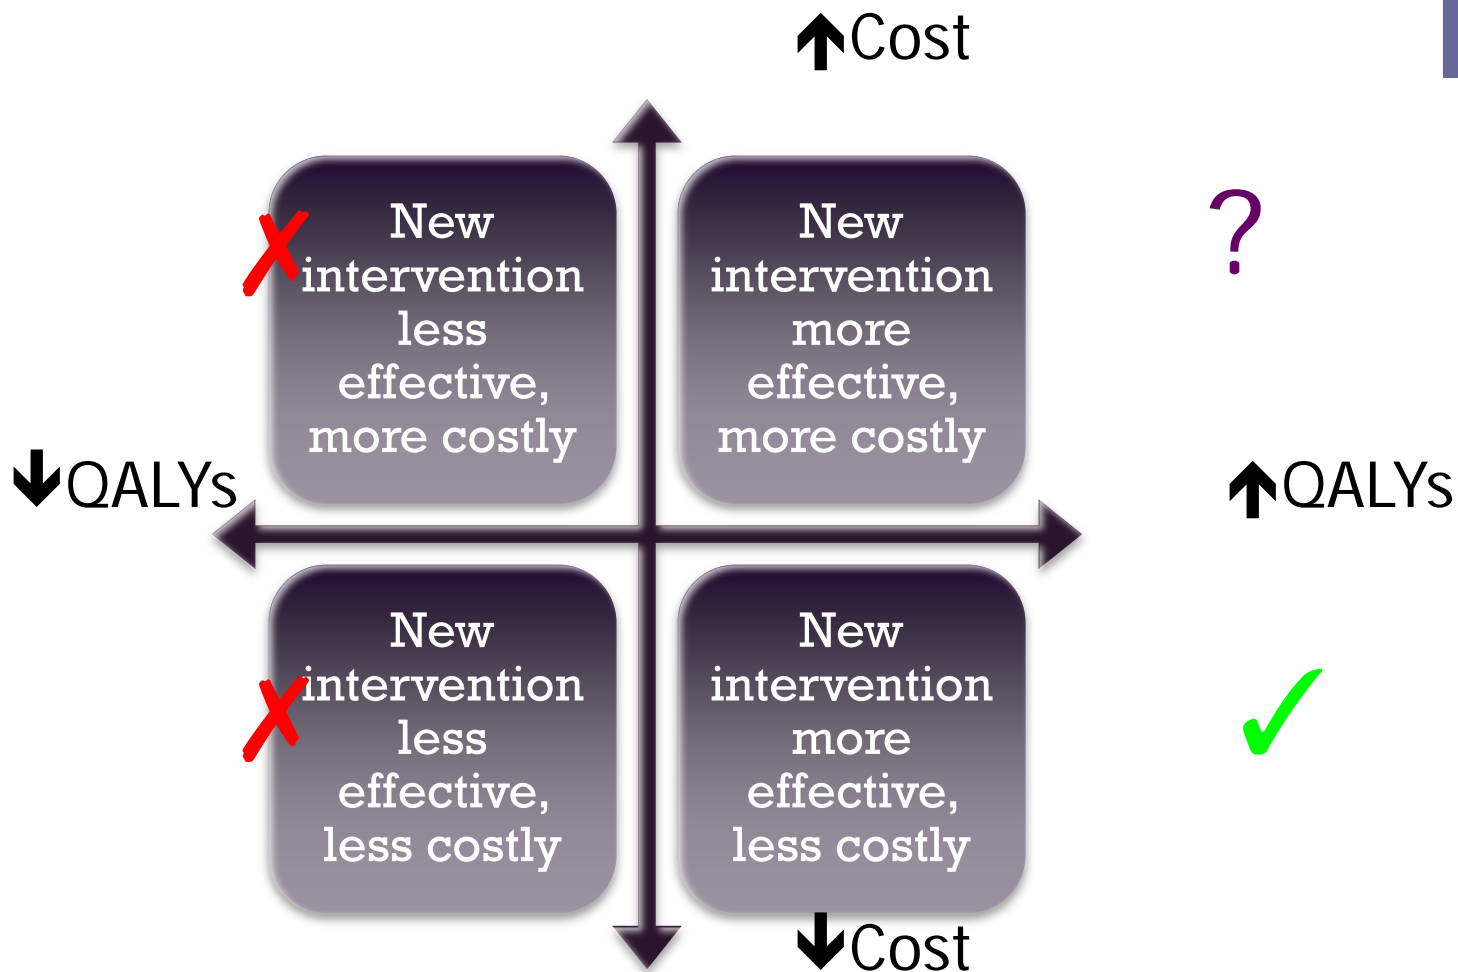 ↑Cost
New
intervention
less
effective,
more costly
New
intervention
more
effective,
more costly
?
↓QALYs
↑QALYs
New
intervention
less
effective,
less costly
New
intervention
more
effective,
less costly
↓Cost